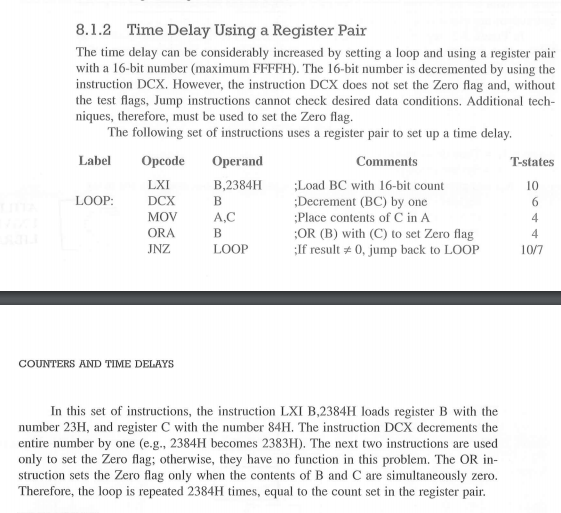 8.1.2 Time Delay Using a Register Pair
The time delay can be considerably increased by setting a loop and using a register pair
with a 16-bit number (maximum FFFFH). The 16-bit number is decremented by using the
instruction DCX. However, the instruction DCX does not set the Zero flag and, without
the test flags, Jump instructions cannot check desired data conditions. Additional tech-
niques, therefore, must be used to set the Zero flag.
The following set of instructions uses a register pair to set up a time delay.
Label Opcode Operand Comments T-states
LXI B,2384H ;Load BC with 16-bit count 10
LOOP: DCX B ;Decrement (BC) by one 6
MOV A,C ;Place contents of C in A 4
ORA B ;OR (B) with (C) to set Zero flag 4
JNZ LOOP ;If result ≠ 0, jump back to LOOP 10/7
COUNTERS AND TIME DELAYS
In this set of instructions, the instruction LXI B,2384H loads register B with the
number 23H, and register C with the number 84H. The instruction DCX decrements the
entire number by one (e.g., 2384H becomes 2383H). The next two instructions are used
only to set the Zero flag; otherwise, they have no function in this problem. The OR in-
struction sets the Zero flag only when the contents of B and C are simultaneously zero.
Therefore, the loop is repeated 2384H times, equal to the count set in the register pair.